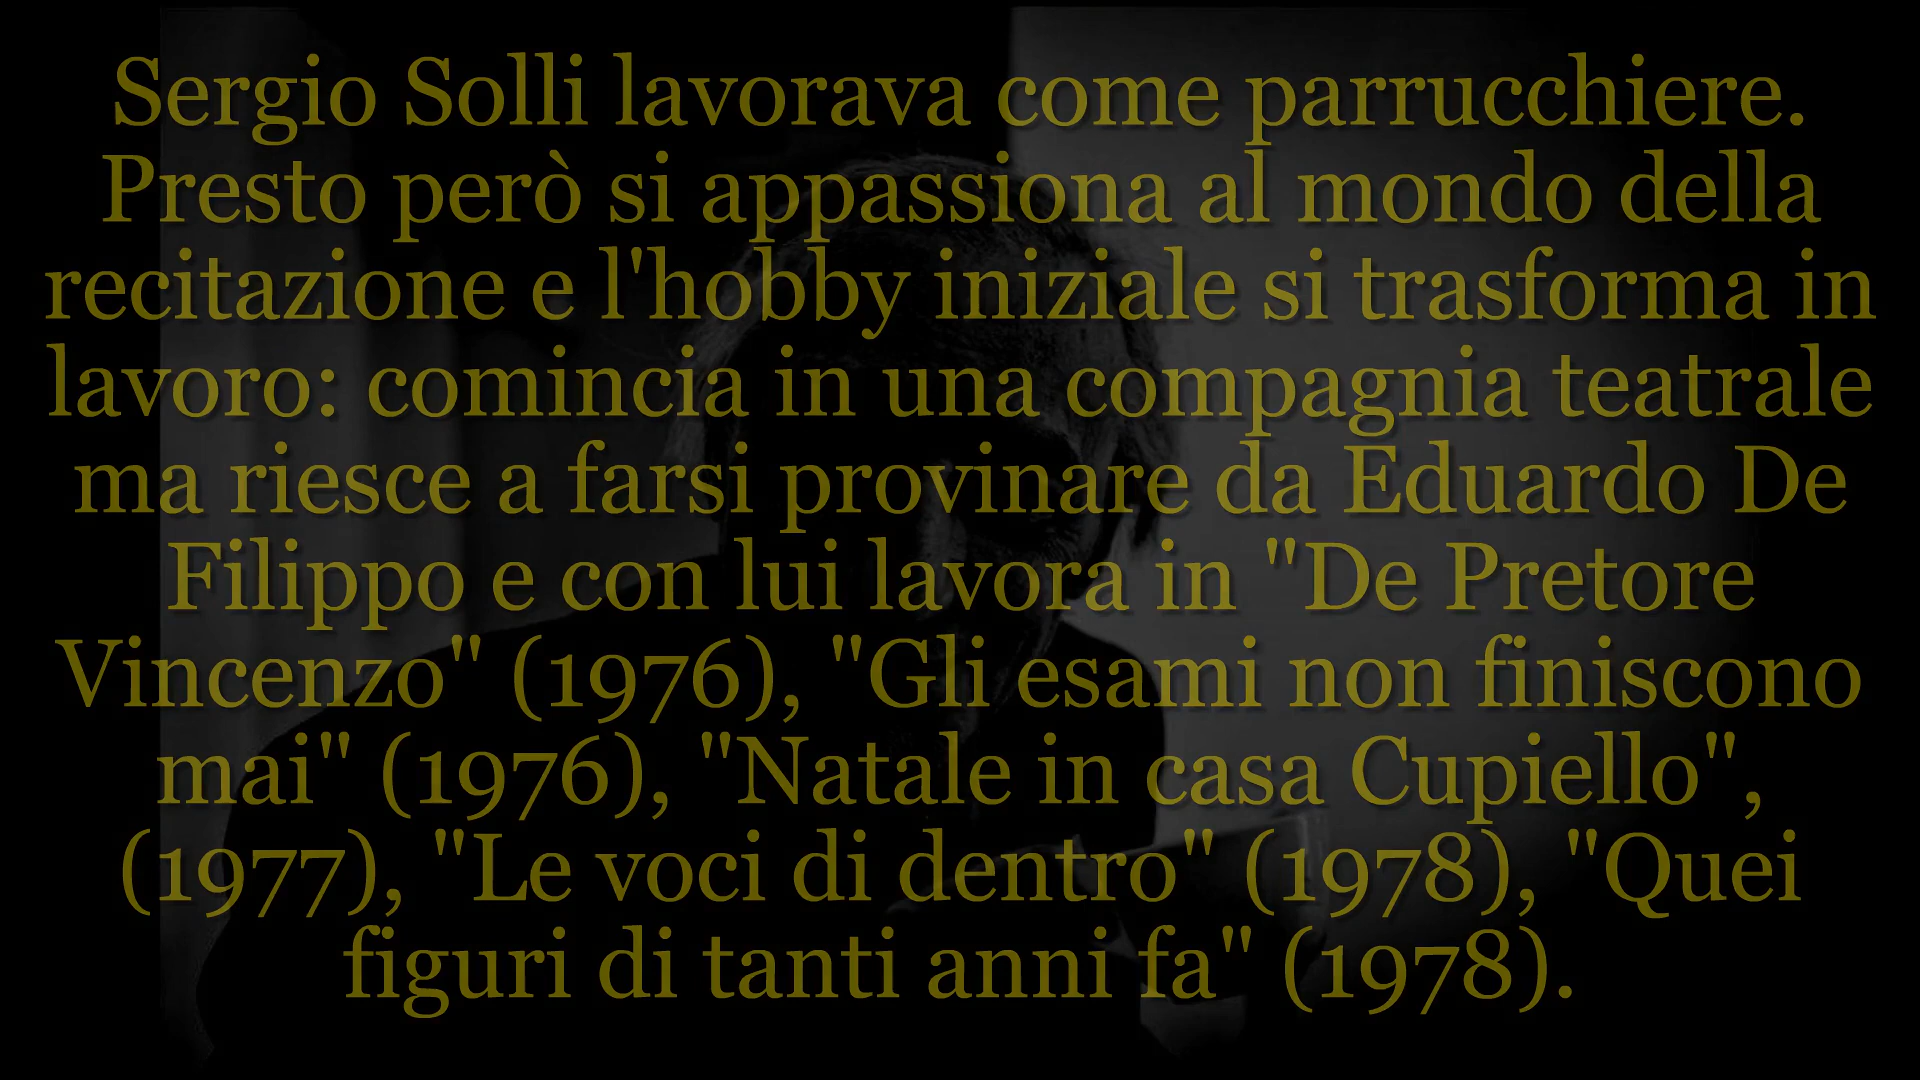 Sergio Solli lavorava come parrucchiere.
Presto però si appassiona al mondo della
recitazione e l'hobby iniziale si trasforma in
lavoro: comincia in una compagnia teatrale
ma riesce a farsi provinare da Eduardo De
Filippo e con lui lavora in "De Pretore
Vincenzo" (1976), "Gli esami non finiscono
mai" (1976), "Natale in casa Cupiello",
(1977), "Le voci di dentro" (1978), "Quei
figuri di tanti anni fa" (1978).